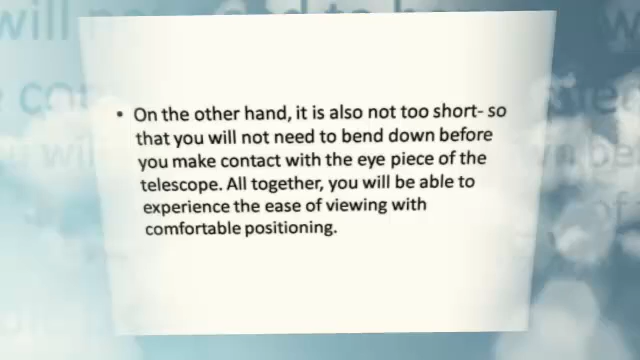 • On the other hand, it is also not too short- so
that you will not need to bend down before
you make contact with the eye piece of the
telescope. All together, you will be able to
experience the ease of viewing with
comfortable positioning.